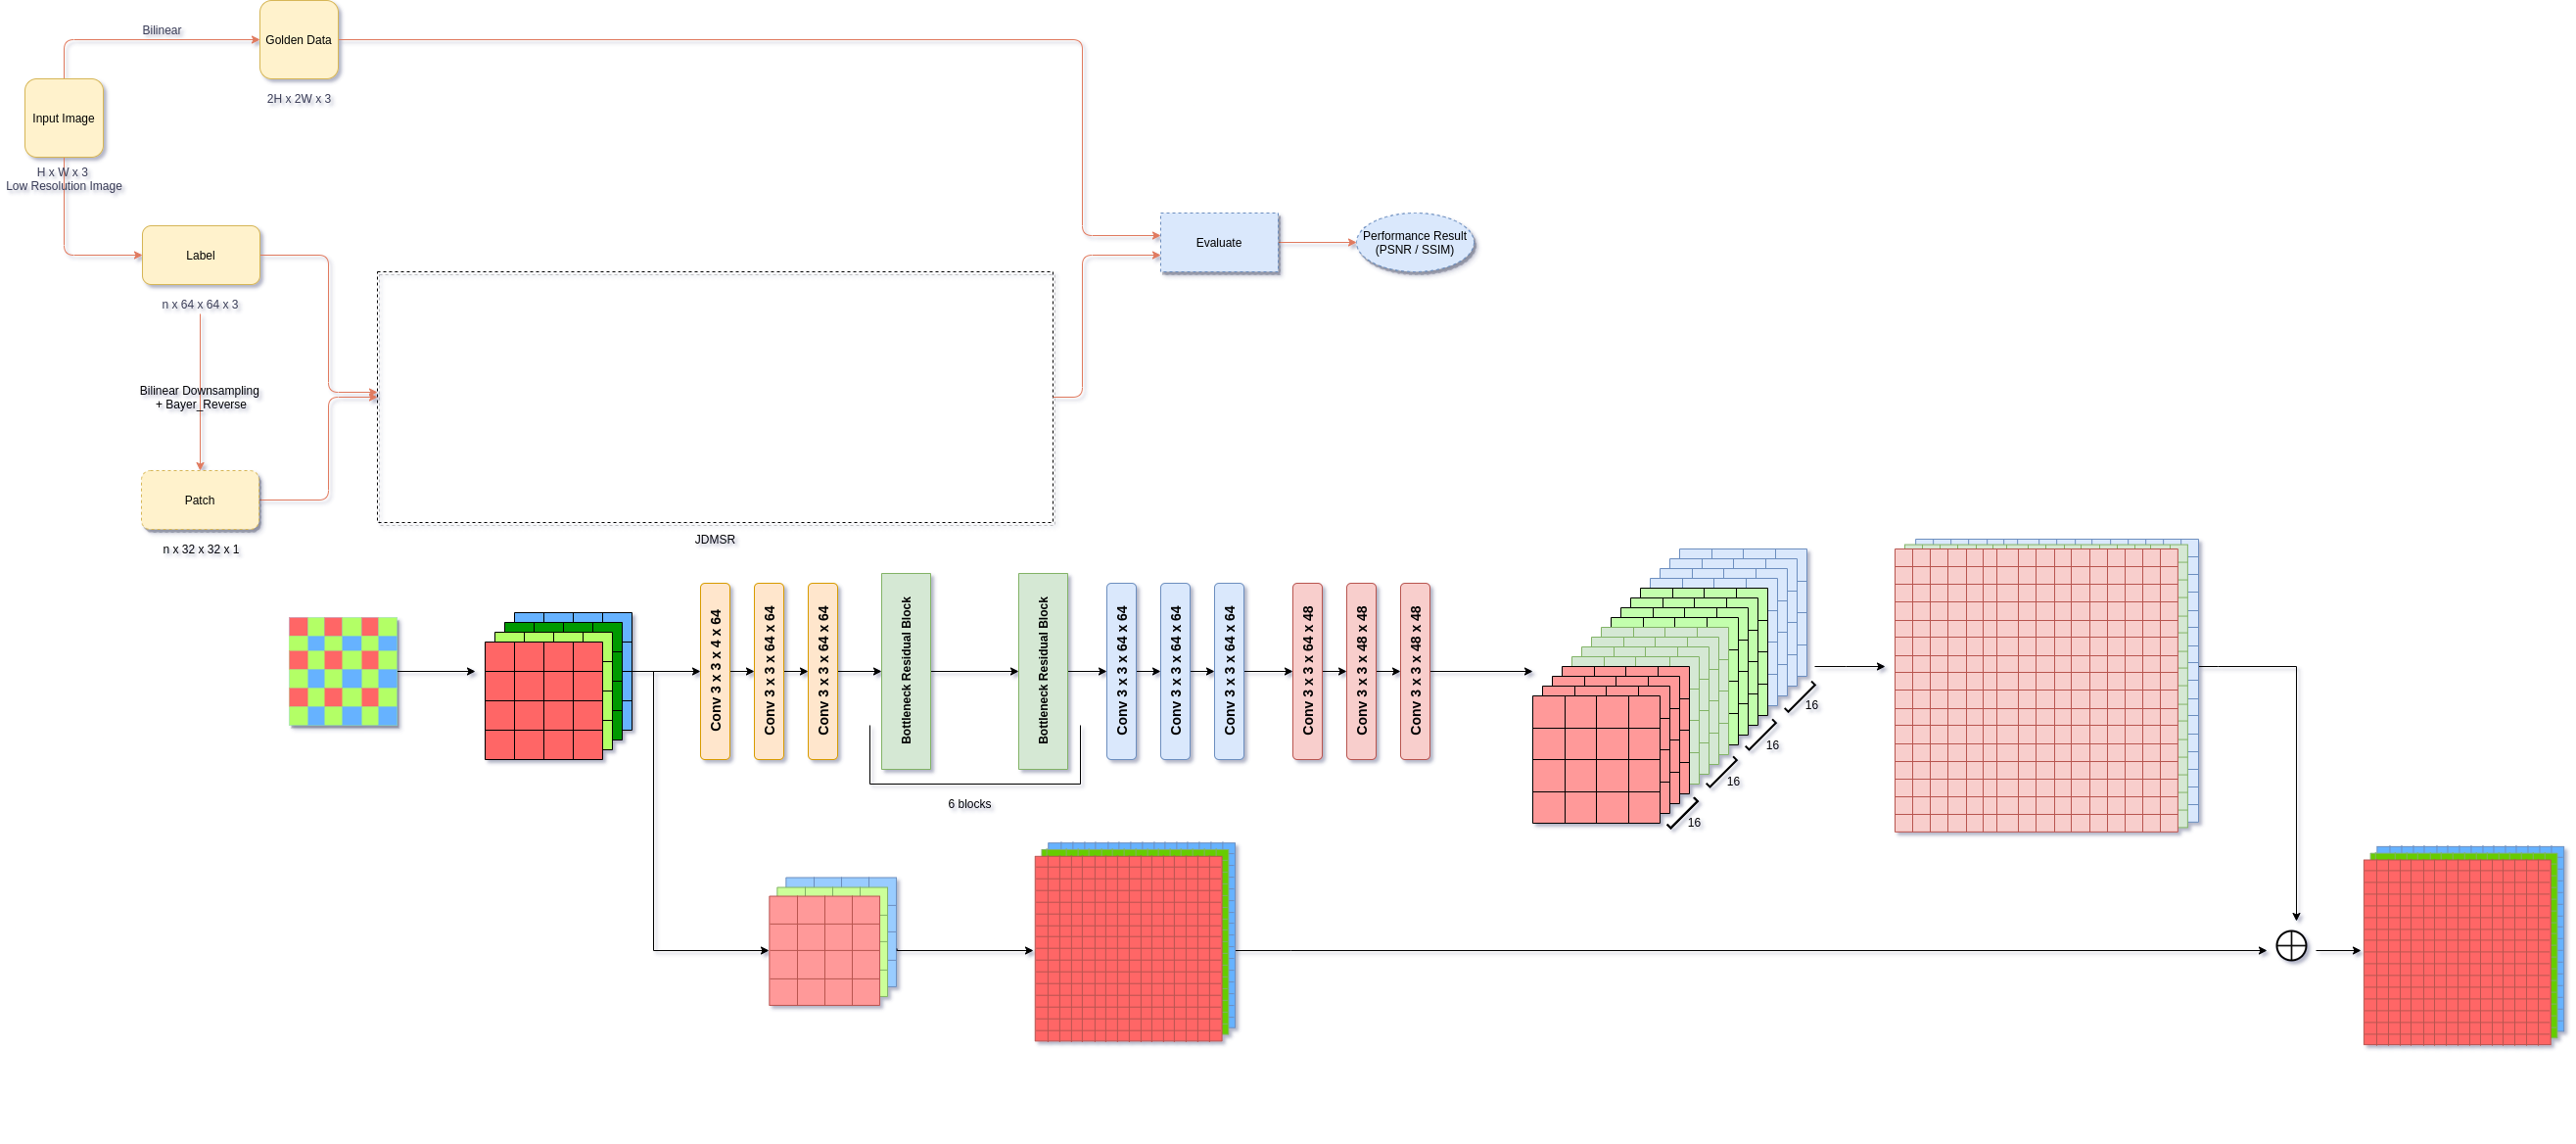 Bilinear
Golden Data
2H x 2W x 3
Input Image
H x W x 3
Low Resolution Image
Label
n x 64 x 64 x 3
Bilinear Downsampling
+ Bayer_Reverse
Patch
n x 32 x 32 x 1
JDMSR
Evaluate
Performance Result
(PSNR / SSIM)
Conv 3 x 3 x 4 x 64
Conv 3 x 3 x 64 x 64
Conv 3 x 3 x 64 x 64
Bottleneck Residual Block
Bottleneck Residual Block
6 blocks
Conv 3 x 3 x 64 x 64
Conv 3 x 3 x 64 x 64
Conv 3 x 3 x 64 x 64
Conv 3 x 3 x 64 x 48
Conv 3 x 3 x 48 x 48
Conv 3 x 3 x 48 x 48
16
16
16
16